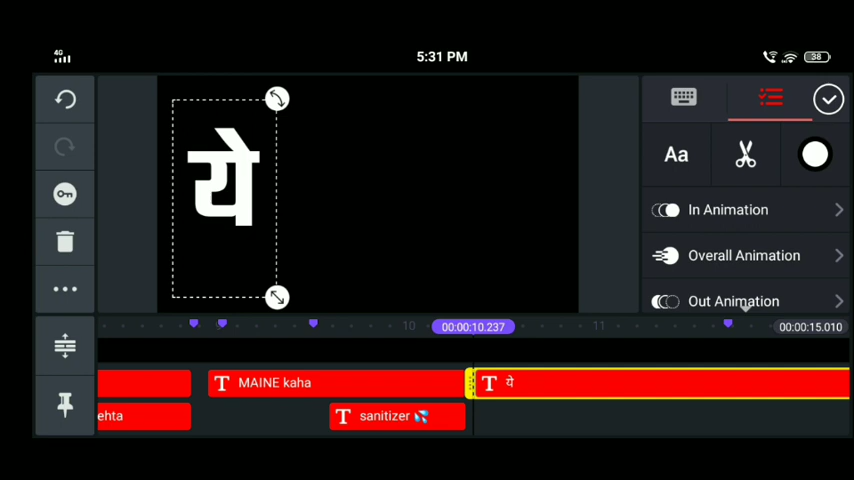 4G
5:31 PM
38
ये
Aa
In Animation
Overall Animation
Out Animation
10
00:00:10.237
11
00:00:15.010
T MAINE kaha
T ये
ehta
T sanitizer 💦